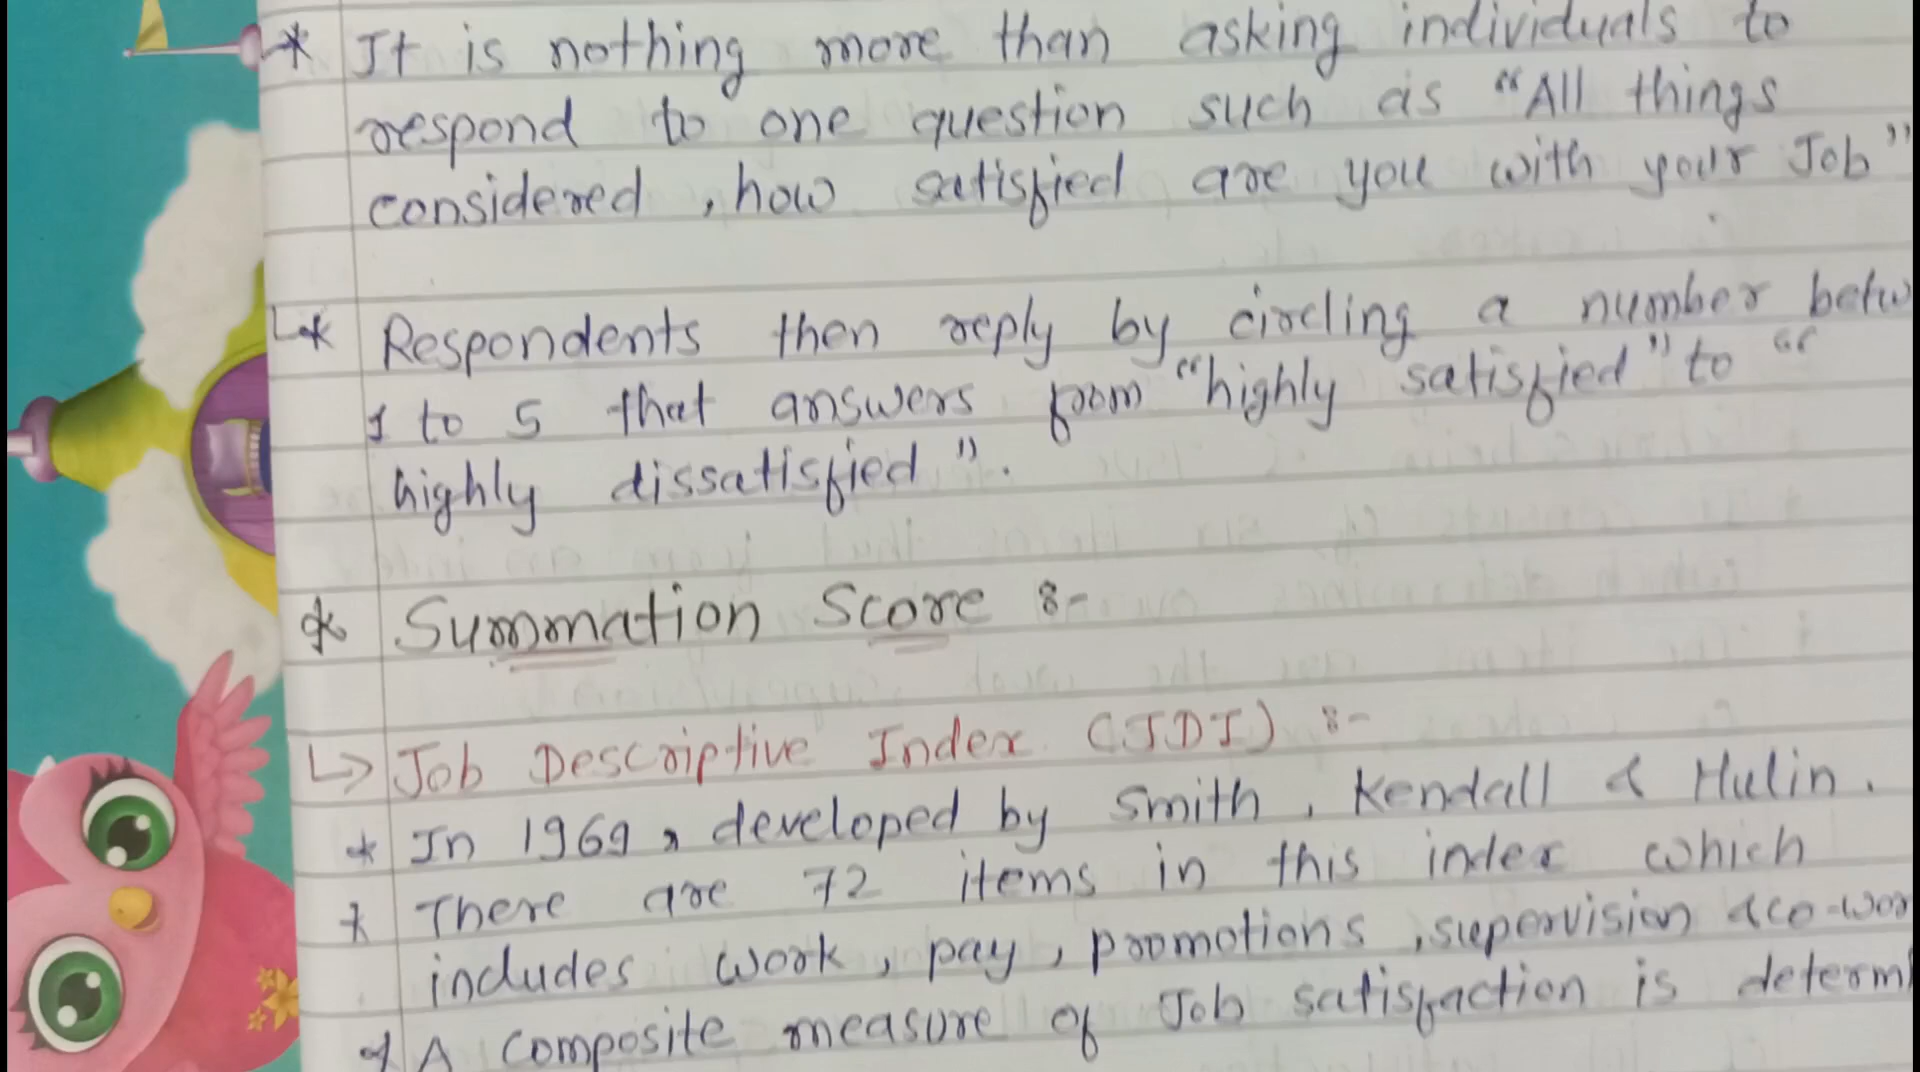 * It is nothing more than asking individuals to
respond to one question such as "All things
considered, how satisfied are you with your Job"
* Respondents then reply by circling a number betw
1 to 5 that answers from "highly satisfied" to "
highly dissatisfied".
* Summation Score :-
↳ Job Descriptive Index (JDI) :-
* In 1969, developed by Smith, Kendall & Hulin.
* There are 72 items in this index which
includes work, pay, promotions, supervision & co-wor
* A composite measure of Job satisfaction is determi